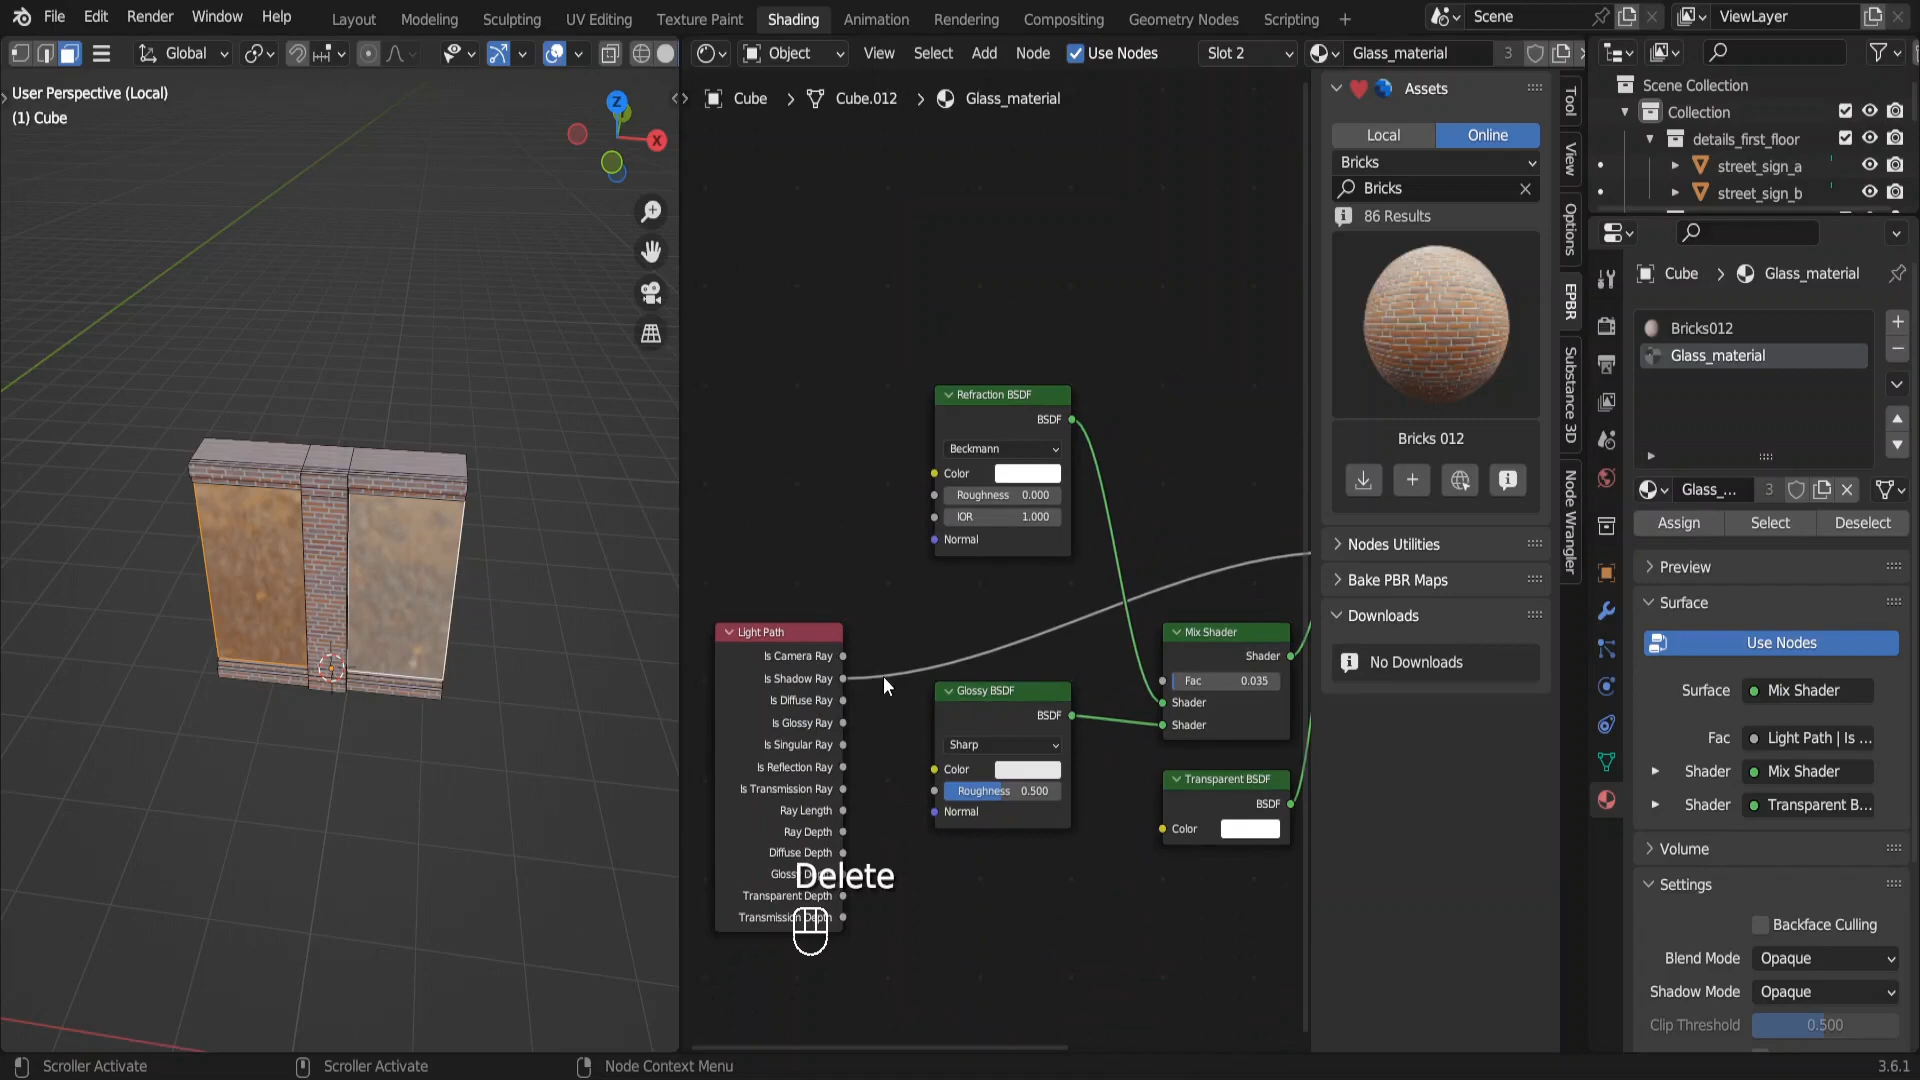 File Edit Render Window Help
Layout Modeling Sculpting UV Editing Texture Paint Shading Animation Rendering Compositing Geometry Nodes Scripting +
Scene ViewLayer
Global
Object View Select Add Node Use Nodes Slot 2 Glass_material 3
User Perspective (Local)
(1) Cube
Z
X
Cube > Cube.012 > Glass_material
Refraction BSDF
BSDF
Beckmann
Color
Roughness 0.000
IOR 1.000
Normal
Light Path
Is Camera Ray
Is Shadow Ray
Is Diffuse Ray
Is Glossy Ray
Is Singular Ray
Is Reflection Ray
Is Transmission Ray
Ray Length
Ray Depth
Diffuse Depth
Transparent Depth
Transmission Depth
Delete
Glossy BSDF
BSDF
Sharp
Color
Roughness 0.500
Normal
Mix Shader
Shader
Fac 0.035
Shader
Shader
Transparent BSDF
BSDF
Color
Assets
Local Online
Bricks
Bricks
86 Results
Bricks 012
Nodes Utilities
Bake PBR Maps
Downloads
No Downloads
Tool
View
Options
EPBR
Substance 3D
Node Wrangler
Scene Collection
Collection
details_first_floor
street_sign_a
street_sign_b
Cube > Glass_material
Bricks012
Glass_material
Glass_... 3
Assign Select Deselect
Preview
Surface
Use Nodes
Surface Mix Shader
Fac Light Path | Is ...
Shader Mix Shader
Shader Transparent B...
Volume
Settings
Backface Culling
Blend Mode Opaque
Shadow Mode Opaque
Clip Threshold 0.500
Scroller Activate Scroller Activate Node Context Menu 3.6.1